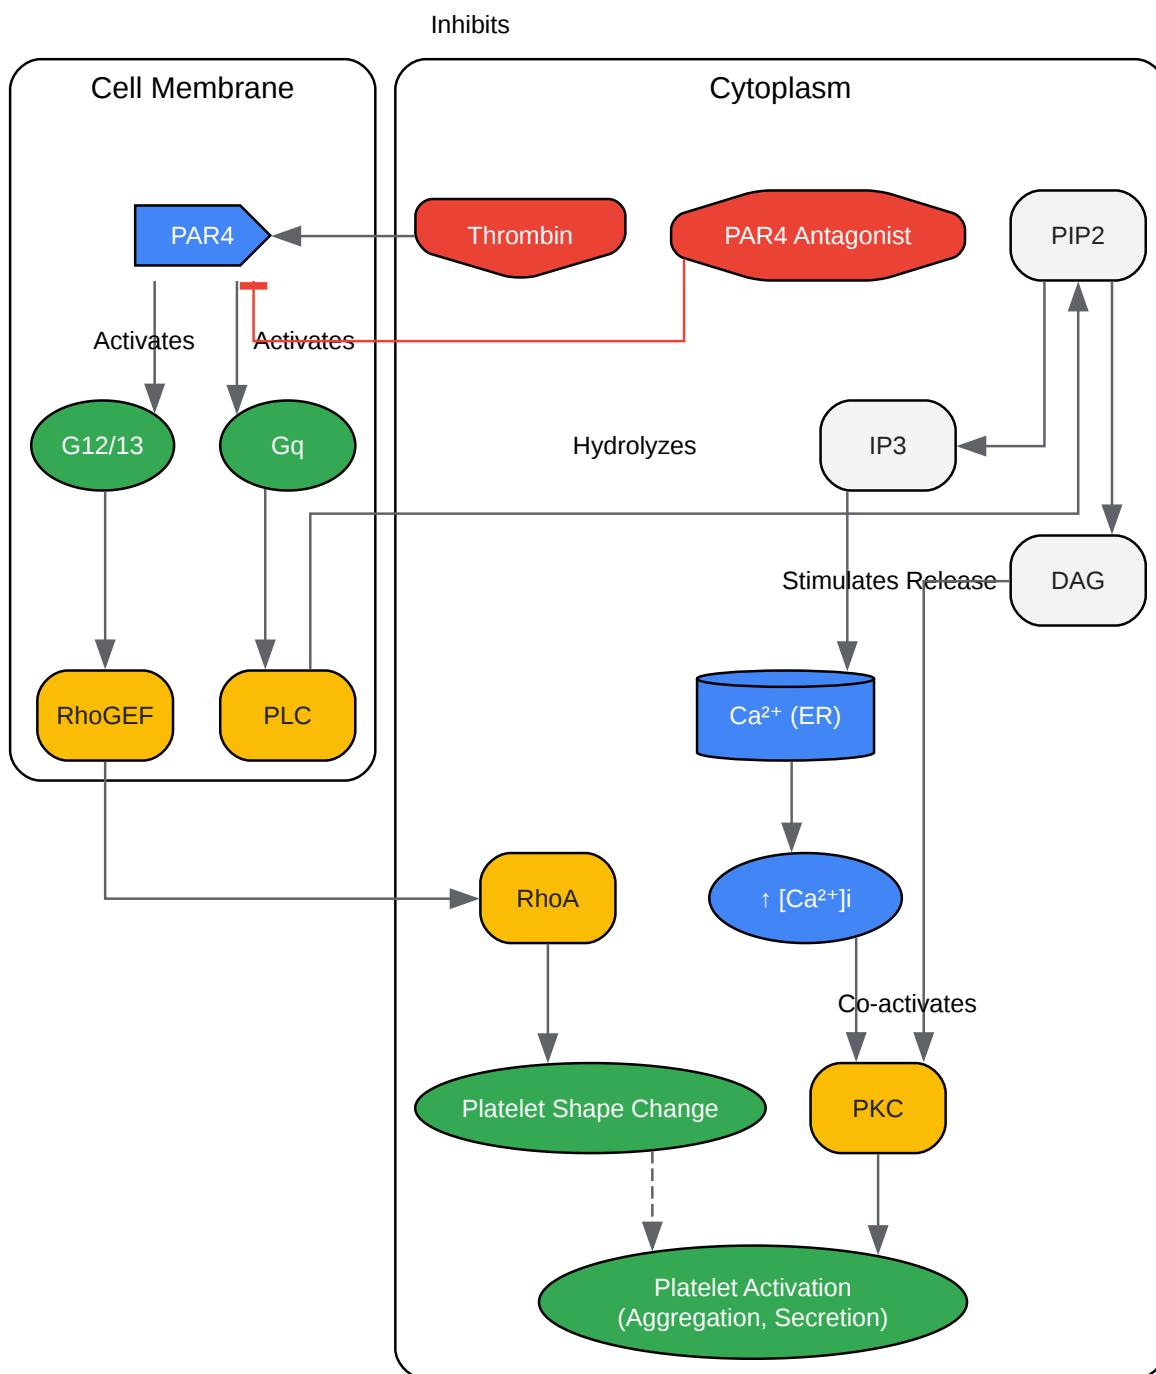 Inhibits
Cell Membrane
Cytoplasm
PAR4
Thrombin
PAR4 Antagonist
PIP2
Activates
Activates
G12/13
Gq
Hydrolyzes
IP3
Stimulates Release
DAG
RhoGEF
PLC
Ca²⁺ (ER)
RhoA
↑ [Ca²⁺]i
Co-activates
Platelet Shape Change
PKC
Platelet Activation
(Aggregation, Secretion)